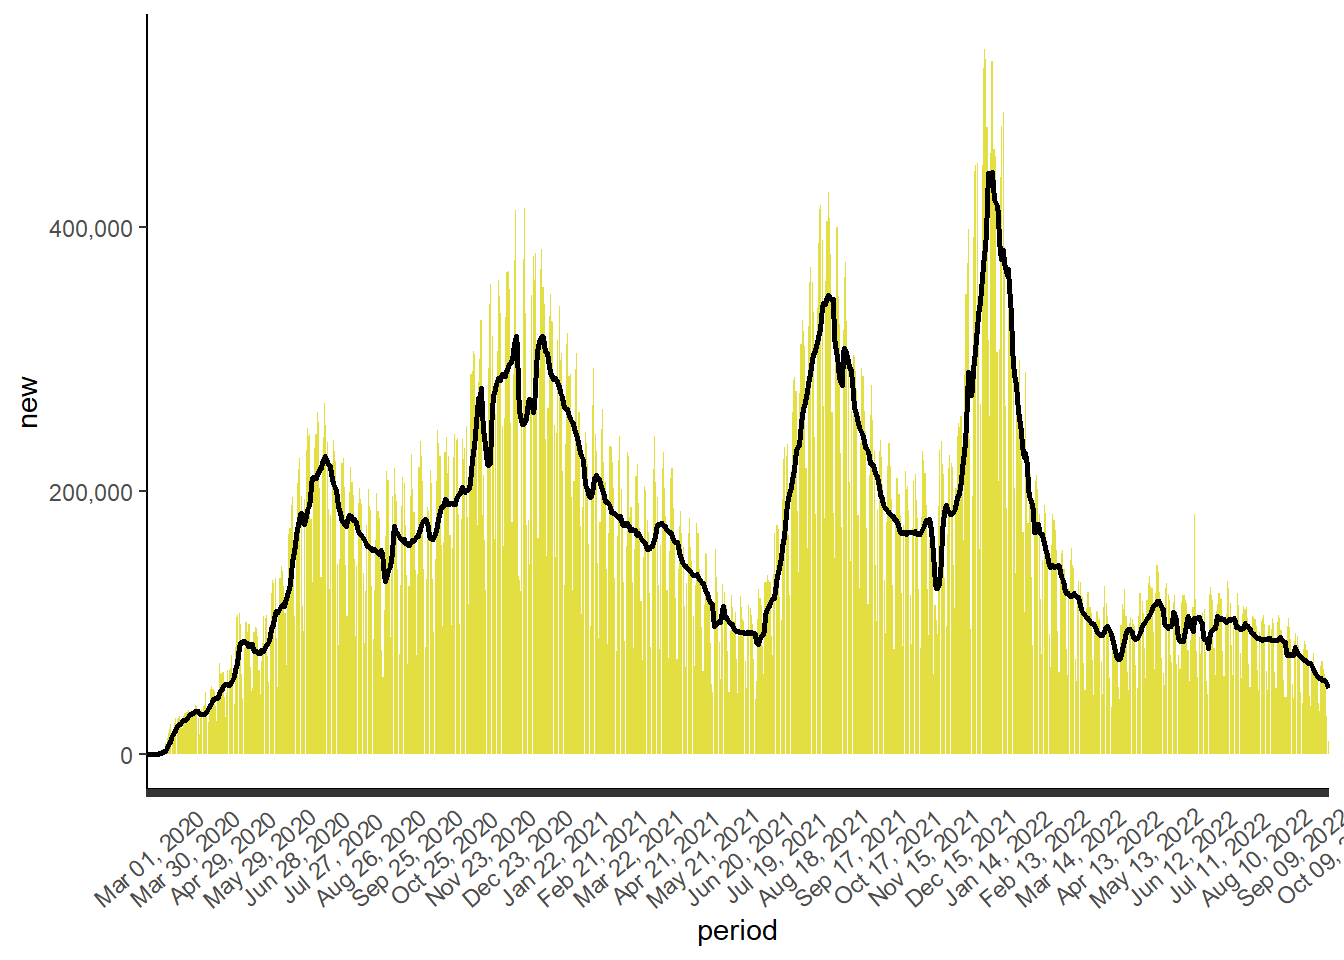 400,000
200,000
0
new
Mar 01, 2020
Mar 30, 2020
Apr 29, 2020
May 29, 2020
Jun 28, 2020
Jul 27, 2020
Aug 26, 2020
Sep 25, 2020
Oct 25, 2020
Nov 23, 2020
Dec 23, 2020
Jan 22, 2021
Feb 21, 2021
Mar 22, 2021
Apr 21, 2021
May 21, 2021
Jun 20, 2021
Jul 19, 2021
Aug 18, 2021
Sep 17, 2021
Oct 17, 2021
Nov 15, 2021
Dec 15, 2021
Jan 14, 2022
Feb 13, 2022
Mar 14, 2022
Apr 13, 2022
May 13, 2022
Jun 12, 2022
Jul 11, 2022
Aug 10, 2022
Sep 09, 2022
Oct 09,
period